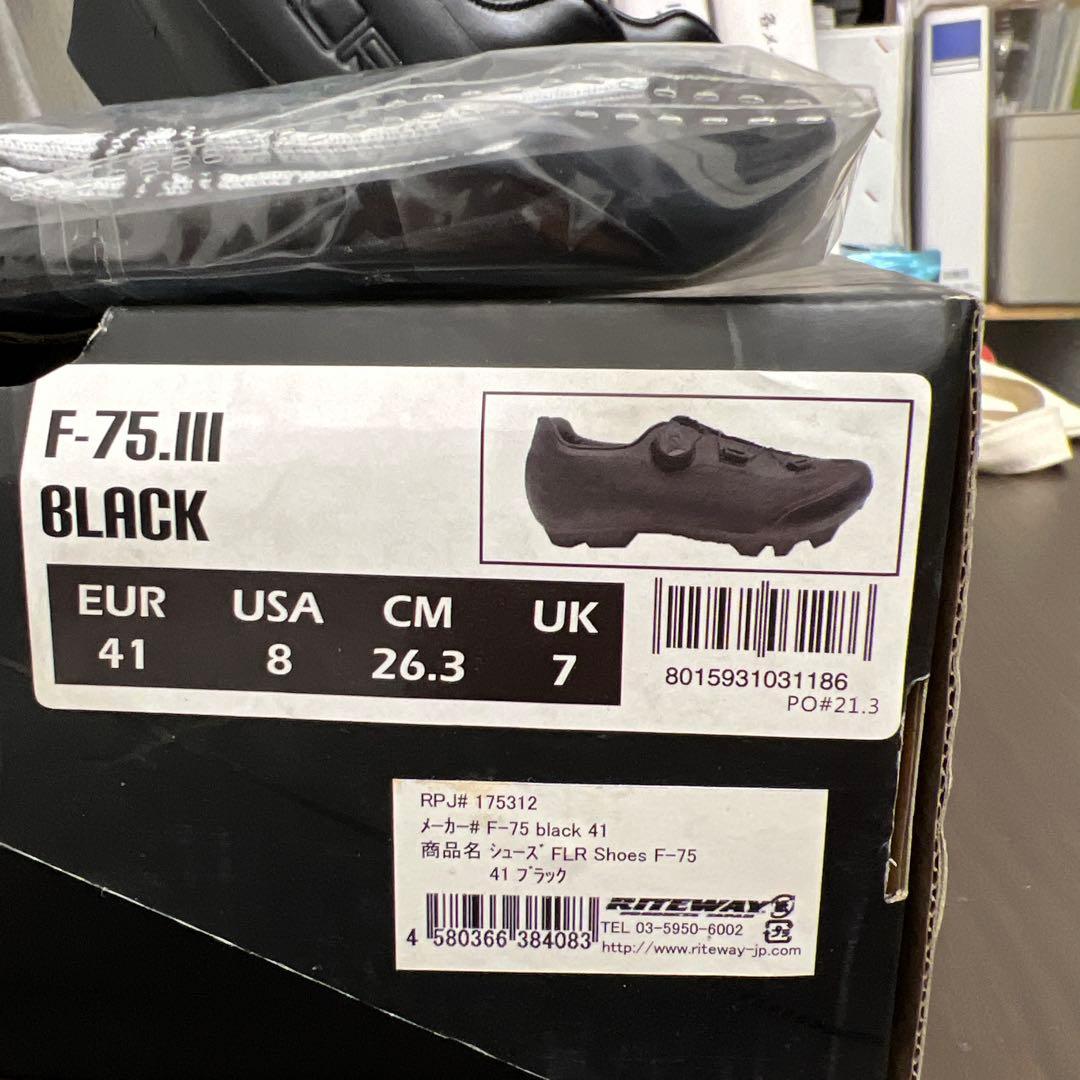 F-75.III
BLACK
EUR USA CM UK
41 8 26.3 7
8015931031186
PO#21.3
RPJ# 175312
メーカー# F-75 black 41
商品名 シューズ FLR Shoes F-75
41 ブラック
RITEWAY
4 580366 384083
TEL 03-5950-6002
http://www.riteway-jp.com